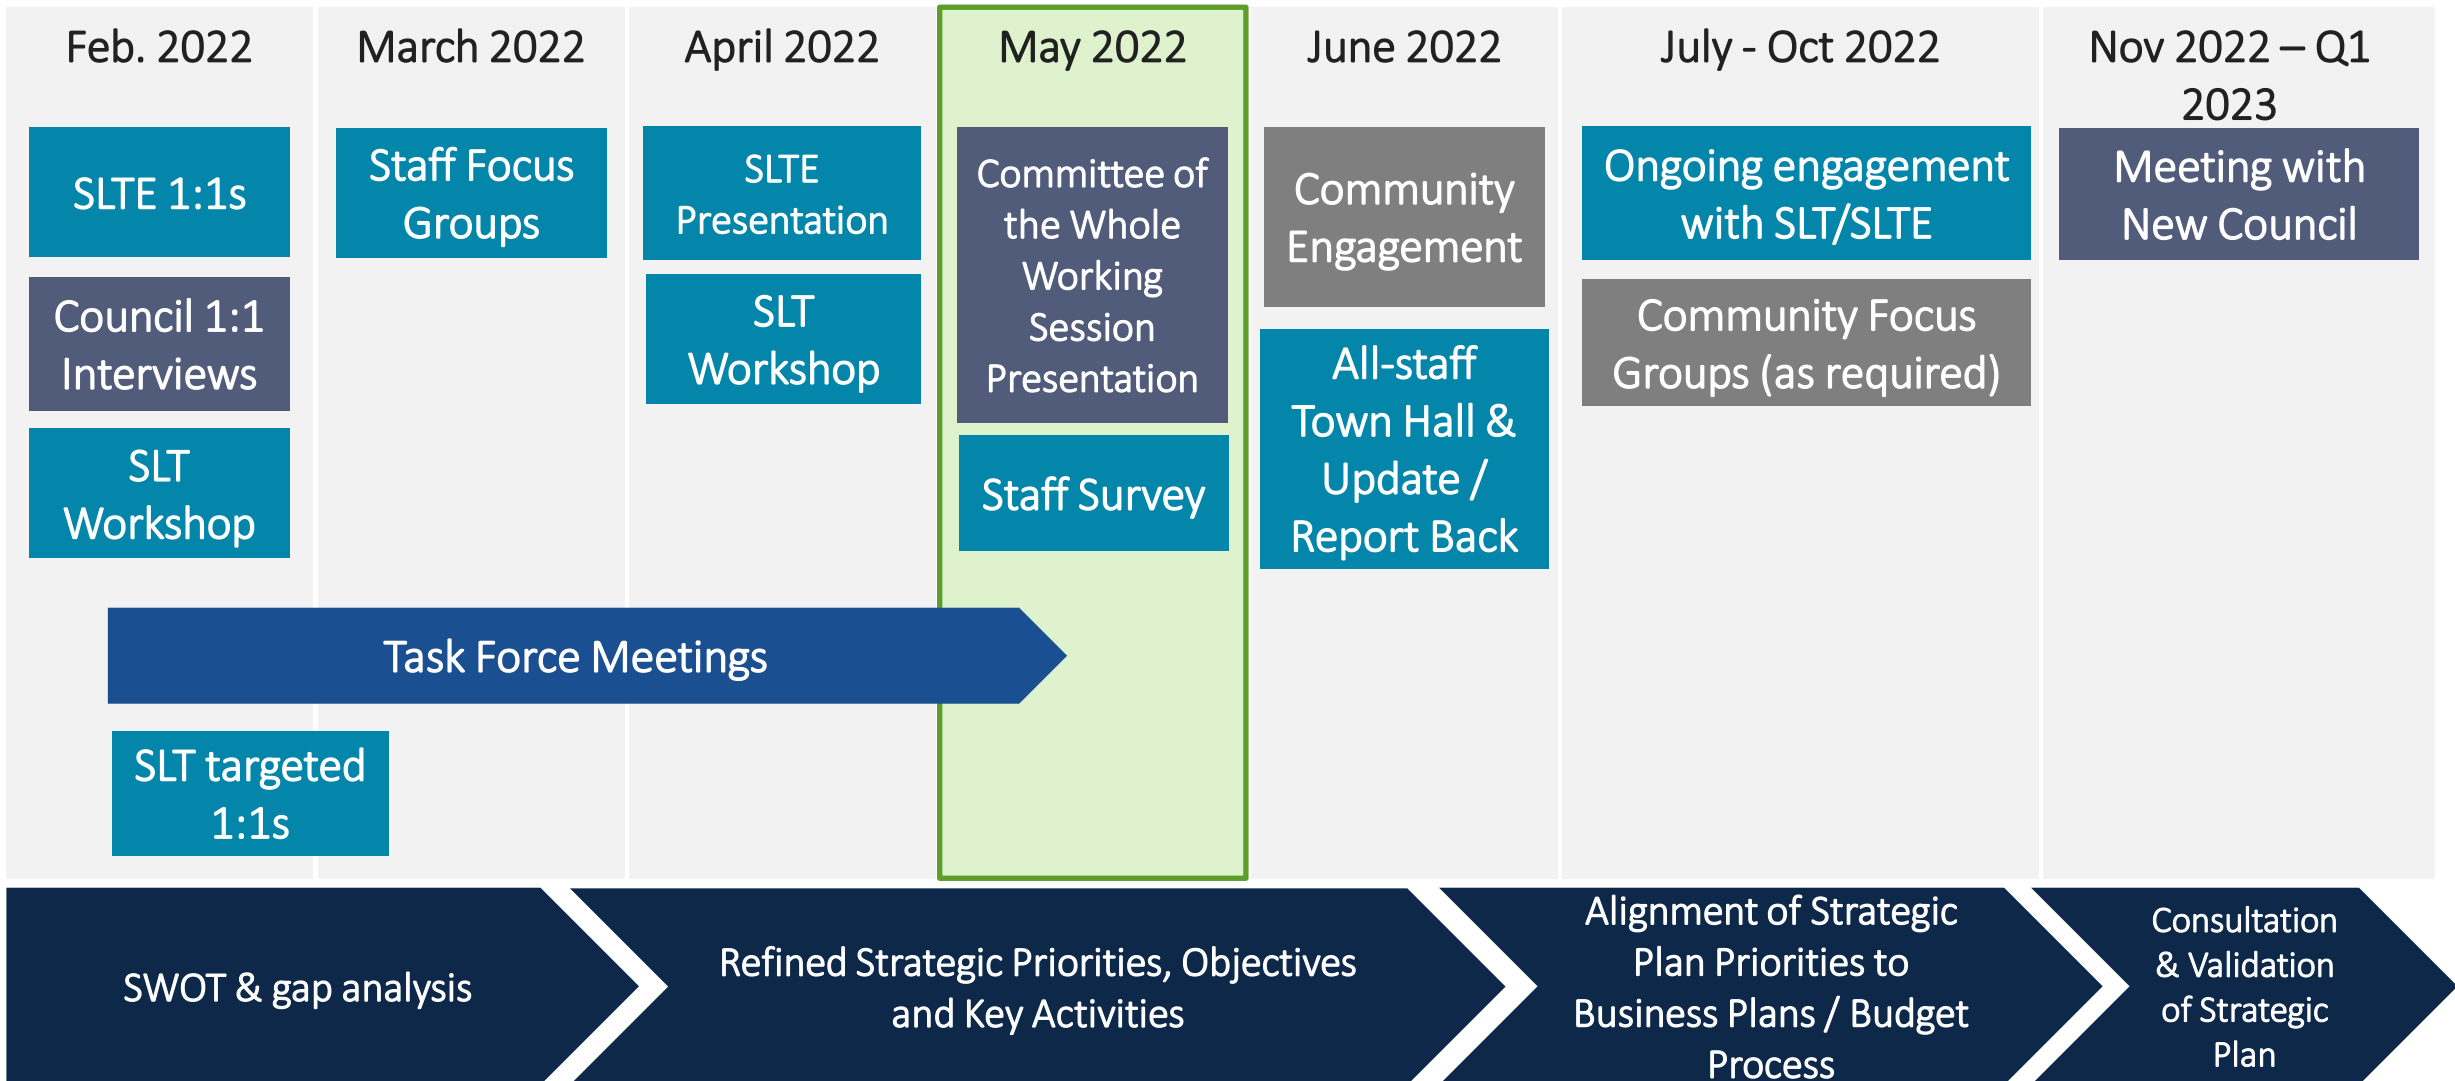 Feb. 2022
March 2022
April 2022
May 2022
June 2022
July - Oct 2022
Nov 2022 – Q1
2023
SLTE 1:1s
Council 1:1
Interviews
SLT
Workshop
Staff Focus
Groups
SLTE
Presentation
SLT
Workshop
Committee of
the Whole
Working
Session
Presentation
Staff Survey
Community
Engagement
All-staff
Town Hall &
Update /
Report Back
Ongoing engagement
with SLT/SLTE
Community Focus
Groups (as required)
Meeting with
New Council
Task Force Meetings
SLT targeted
1:1s
SWOT & gap analysis
Refined Strategic Priorities, Objectives
and Key Activities
Alignment of Strategic
Plan Priorities to
Business Plans / Budget
Process
Consultation
& Validation
of Strategic
Plan